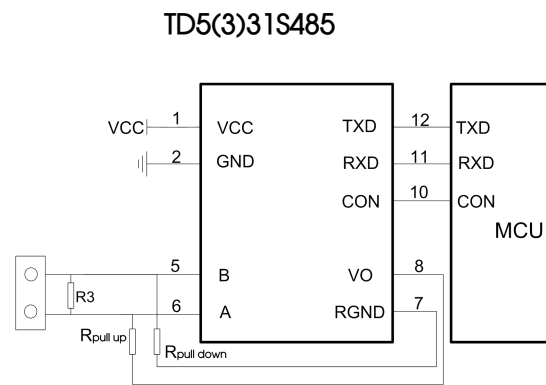 TD5(3)31S485
VCC 1 VCC TXD 12 TXD
2 GND RXD 11 RXD
CON 10 CON
MCU
5 B VO 8
R3
6 A RGND 7
Rpull up
Rpull down